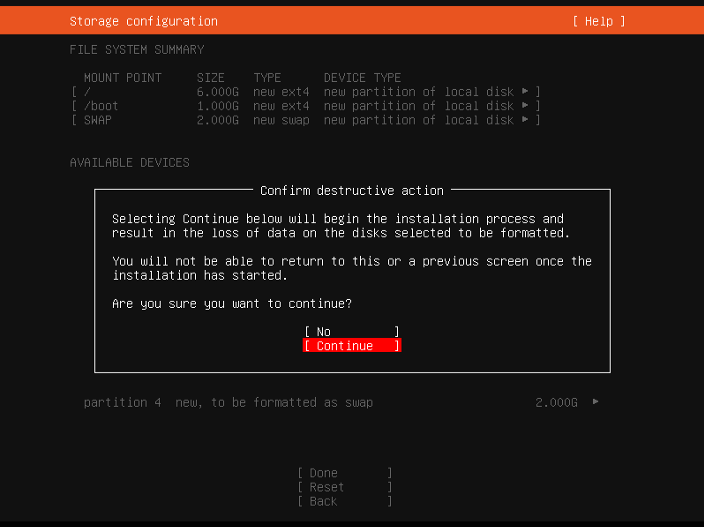 Storage configuration [ Help ]
FILE SYSTEM SUMMARY
MOUNT POINT SIZE TYPE DEVICE TYPE
[ / 6.000G new ext4 new partition of local disk ▶ ]
[ /boot 1.000G new ext4 new partition of local disk ▶ ]
[ SWAP 2.000G new swap new partition of local disk ▶ ]
AVAILABLE DEVICES
Confirm destructive action
Selecting Continue below will begin the installation process and
result in the loss of data on the disks selected to be formatted.
You will not be able to return to this or a previous screen once the
installation has started.
Are you sure you want to continue?
[ No ]
[ Continue ]
partition 4 new, to be formatted as swap 2.000G ▶
[ Done ]
[ Reset ]
[ Back ]